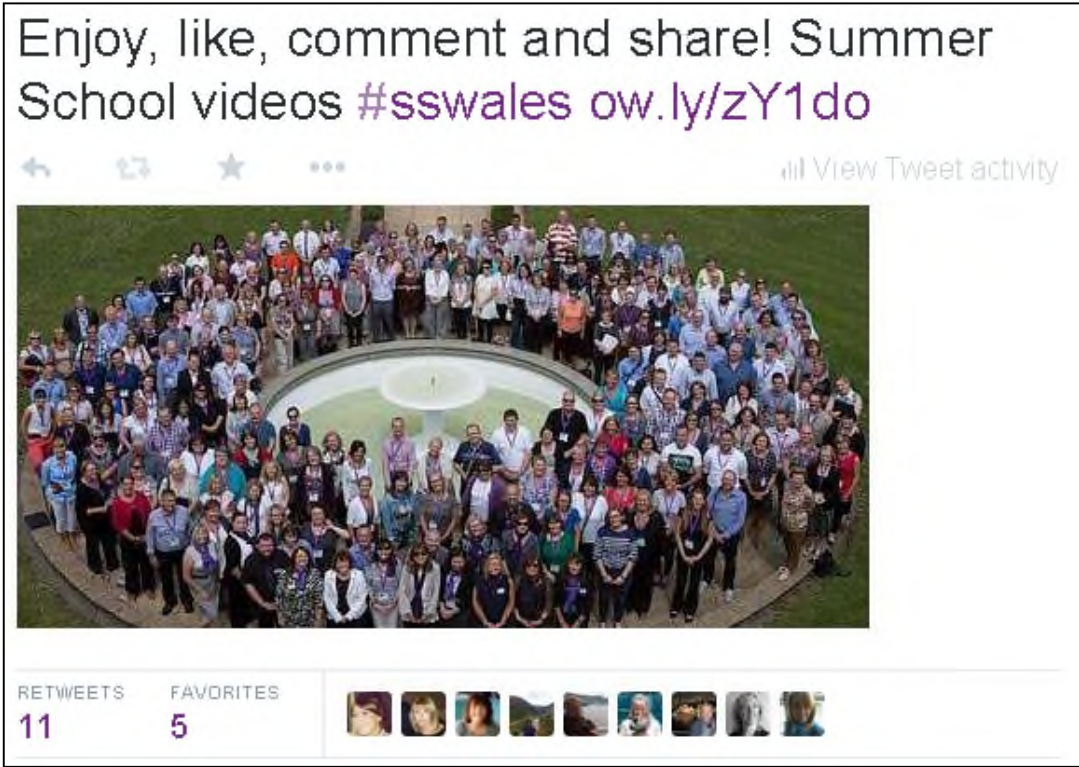 Enjoy, like, comment and share! Summer
School videos #sswales ow.ly/zY1do
View Tweet activity
RETWEETS FAVORITES
11 5